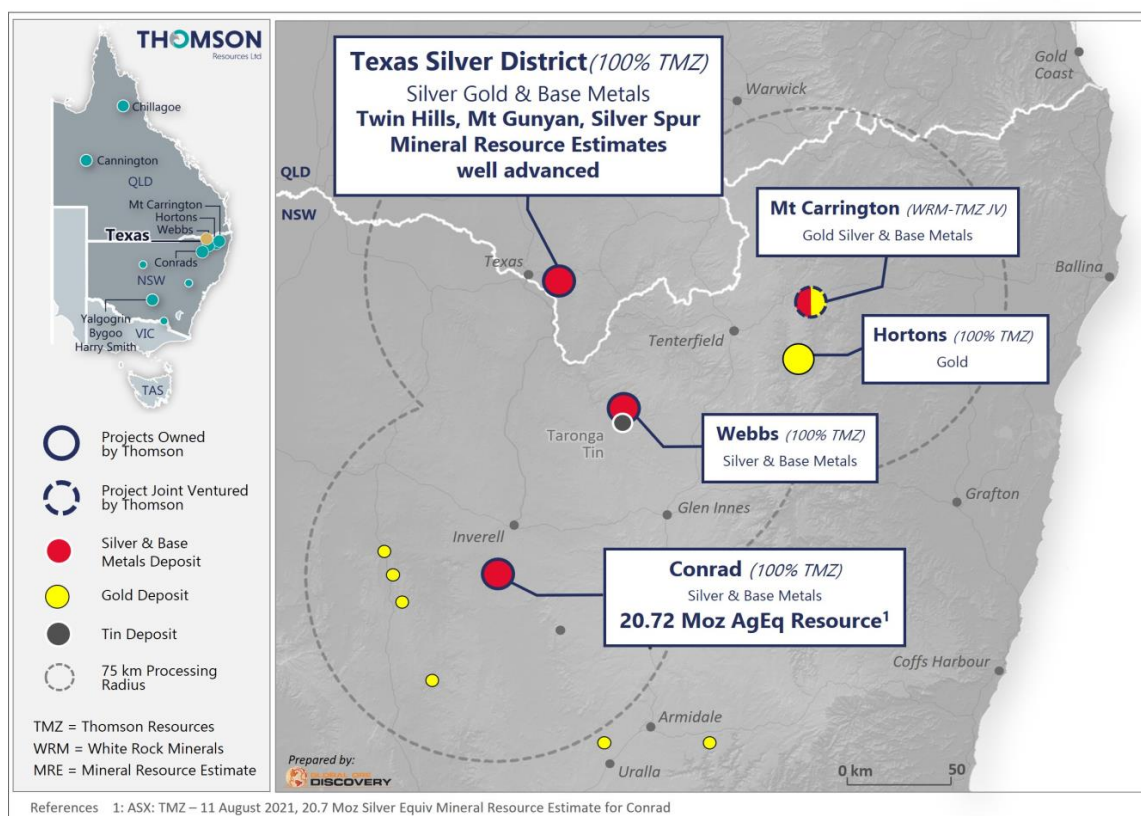 THOMSON
Resources Ltd
Chillagoe
Cannington
QLD
Mt Carrington
Hortons
Webbs
Texas
Conrads
NSW
Yalgogrin
Bygoo
Harry Smith
VIC
TAS
Projects Owned
by Thomson
Project Joint Ventured
by Thomson
Silver & Base
Metals Deposit
Gold Deposit
Tin Deposit
75 km Processing
Radius
TMZ = Thomson Resources
WRM = White Rock Minerals
MRE = Mineral Resource Estimate
Texas Silver District (100% TMZ)
Silver Gold & Base Metals
Twin Hills, Mt Gunyan, Silver Spur
Mineral Resource Estimates
well advanced
Gold
Coast
Warwick
QLD
NSW
Mt Carrington (WRM-TMZ JV)
Gold Silver & Base Metals
Texas
Ballina
Tenterfield
Hortons (100% TMZ)
Gold
Taronga
Tin
Webbs (100% TMZ)
Silver & Base Metals
Grafton
Glen Innes
Inverell
Conrad (100% TMZ)
Silver & Base Metals
20.72 Moz AgEq Resource¹
Coffs Harbour
Armidale
Uralla
Prepared by:
GLOBAL ORE
DISCOVERY
0 km 50
References 1: ASX: TMZ – 11 August 2021, 20.7 Moz Silver Equiv Mineral Resource Estimate for Conrad